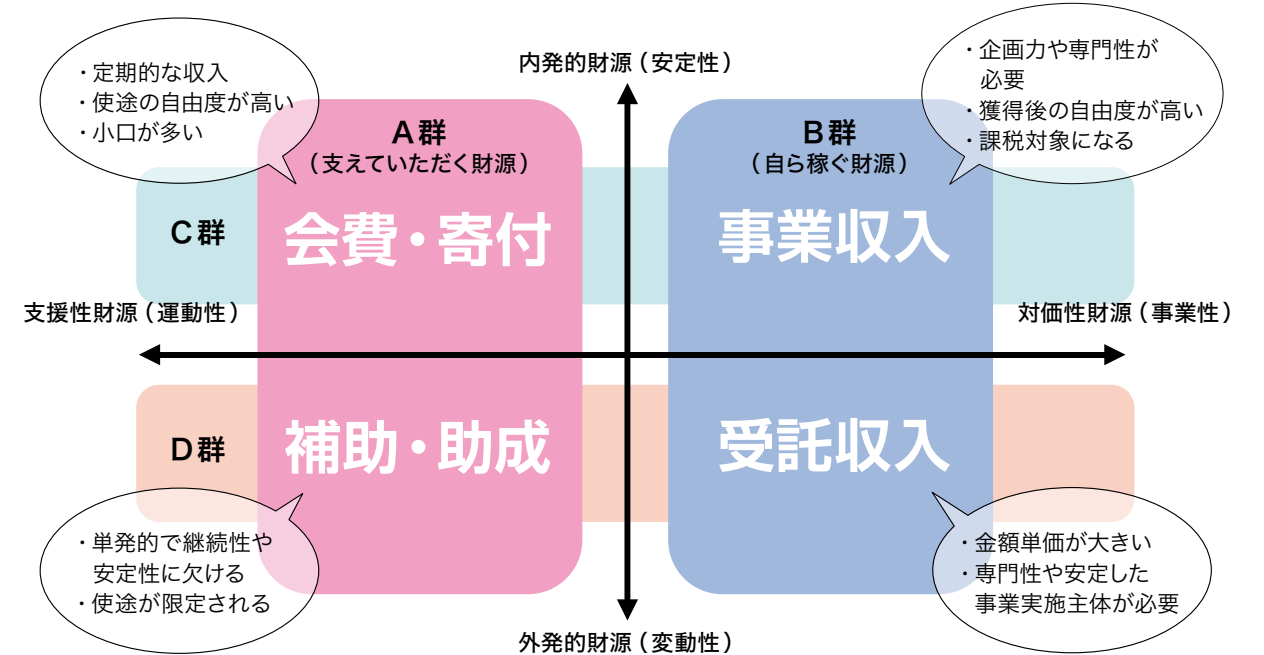 ・定期的な収入
・使途の自由度が高い
・小口が多い
内発的財源（安定性）
・企画力や専門性が
必要
・獲得後の自由度が高い
・課税対象になる
A群
（支えていただく財源）
B群
（自ら稼ぐ財源）
C群
会費・寄付
事業収入
支援性財源（運動性）
対価性財源（事業性）
D群
補助・助成
受託収入
・単発的で継続性や
安定性に欠ける
・使途が限定される
・金額単価が大きい
・専門性や安定した
事業実施主体が必要
外発的財源（変動性）